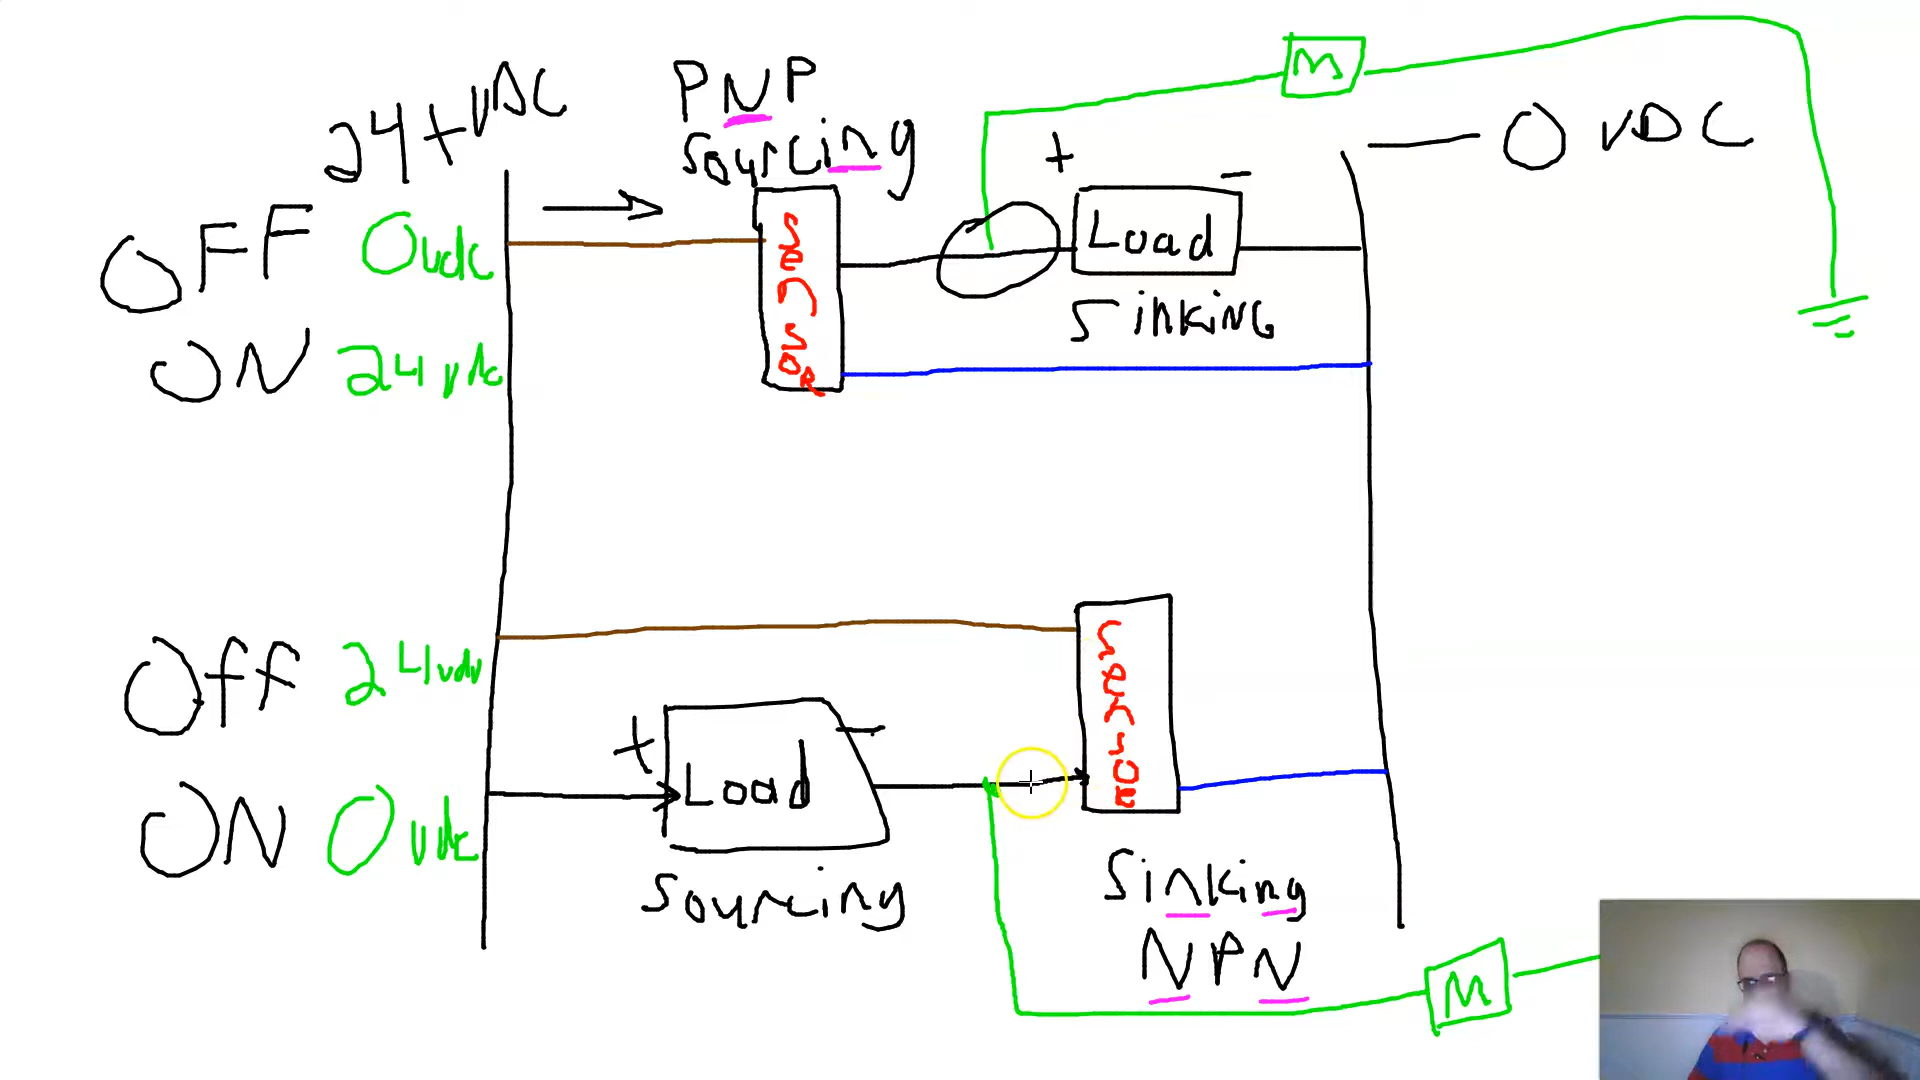 24+VDC
PNP
Sourcing
M
0 VDC
+
-
OFF 0vdc
SENSOR
Load
ON 24vdc
Sinking
Off 24vdc
SENSOR
+
-
Load
ON 0vdc
Sourcing
Sinking
NPN
M